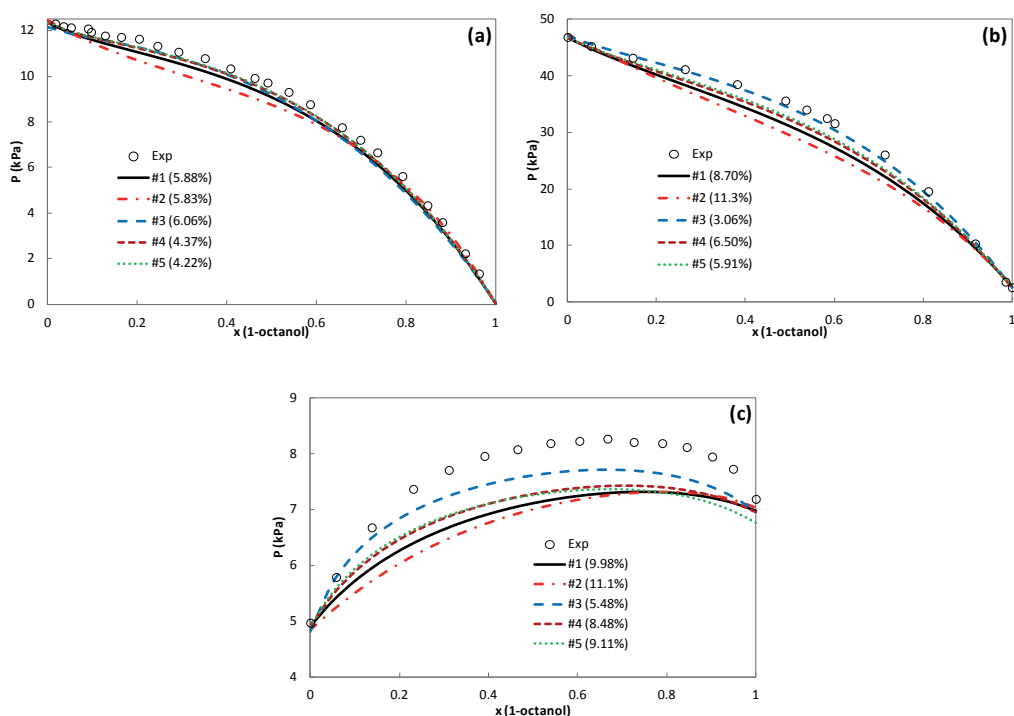 (a)
12
10
8
6
4
2
0
P (kPa)
Exp
#1 (5.88%)
#2 (5.83%)
#3 (6.06%)
#4 (4.37%)
#5 (4.22%)
0 0.2 0.4 0.6 0.8 1
x (1-octanol)
(b)
50
40
30
20
10
0
P (kPa)
Exp
#1 (8.70%)
#2 (11.3%)
#3 (3.06%)
#4 (6.50%)
#5 (5.91%)
0 0.2 0.4 0.6 0.8 1
x (1-octanol)
(c)
9
8
7
6
5
4
P (kPa)
Exp
#1 (9.98%)
#2 (11.1%)
#3 (5.48%)
#4 (8.48%)
#5 (9.11%)
0 0.2 0.4 0.6 0.8 1
x (1-octanol)